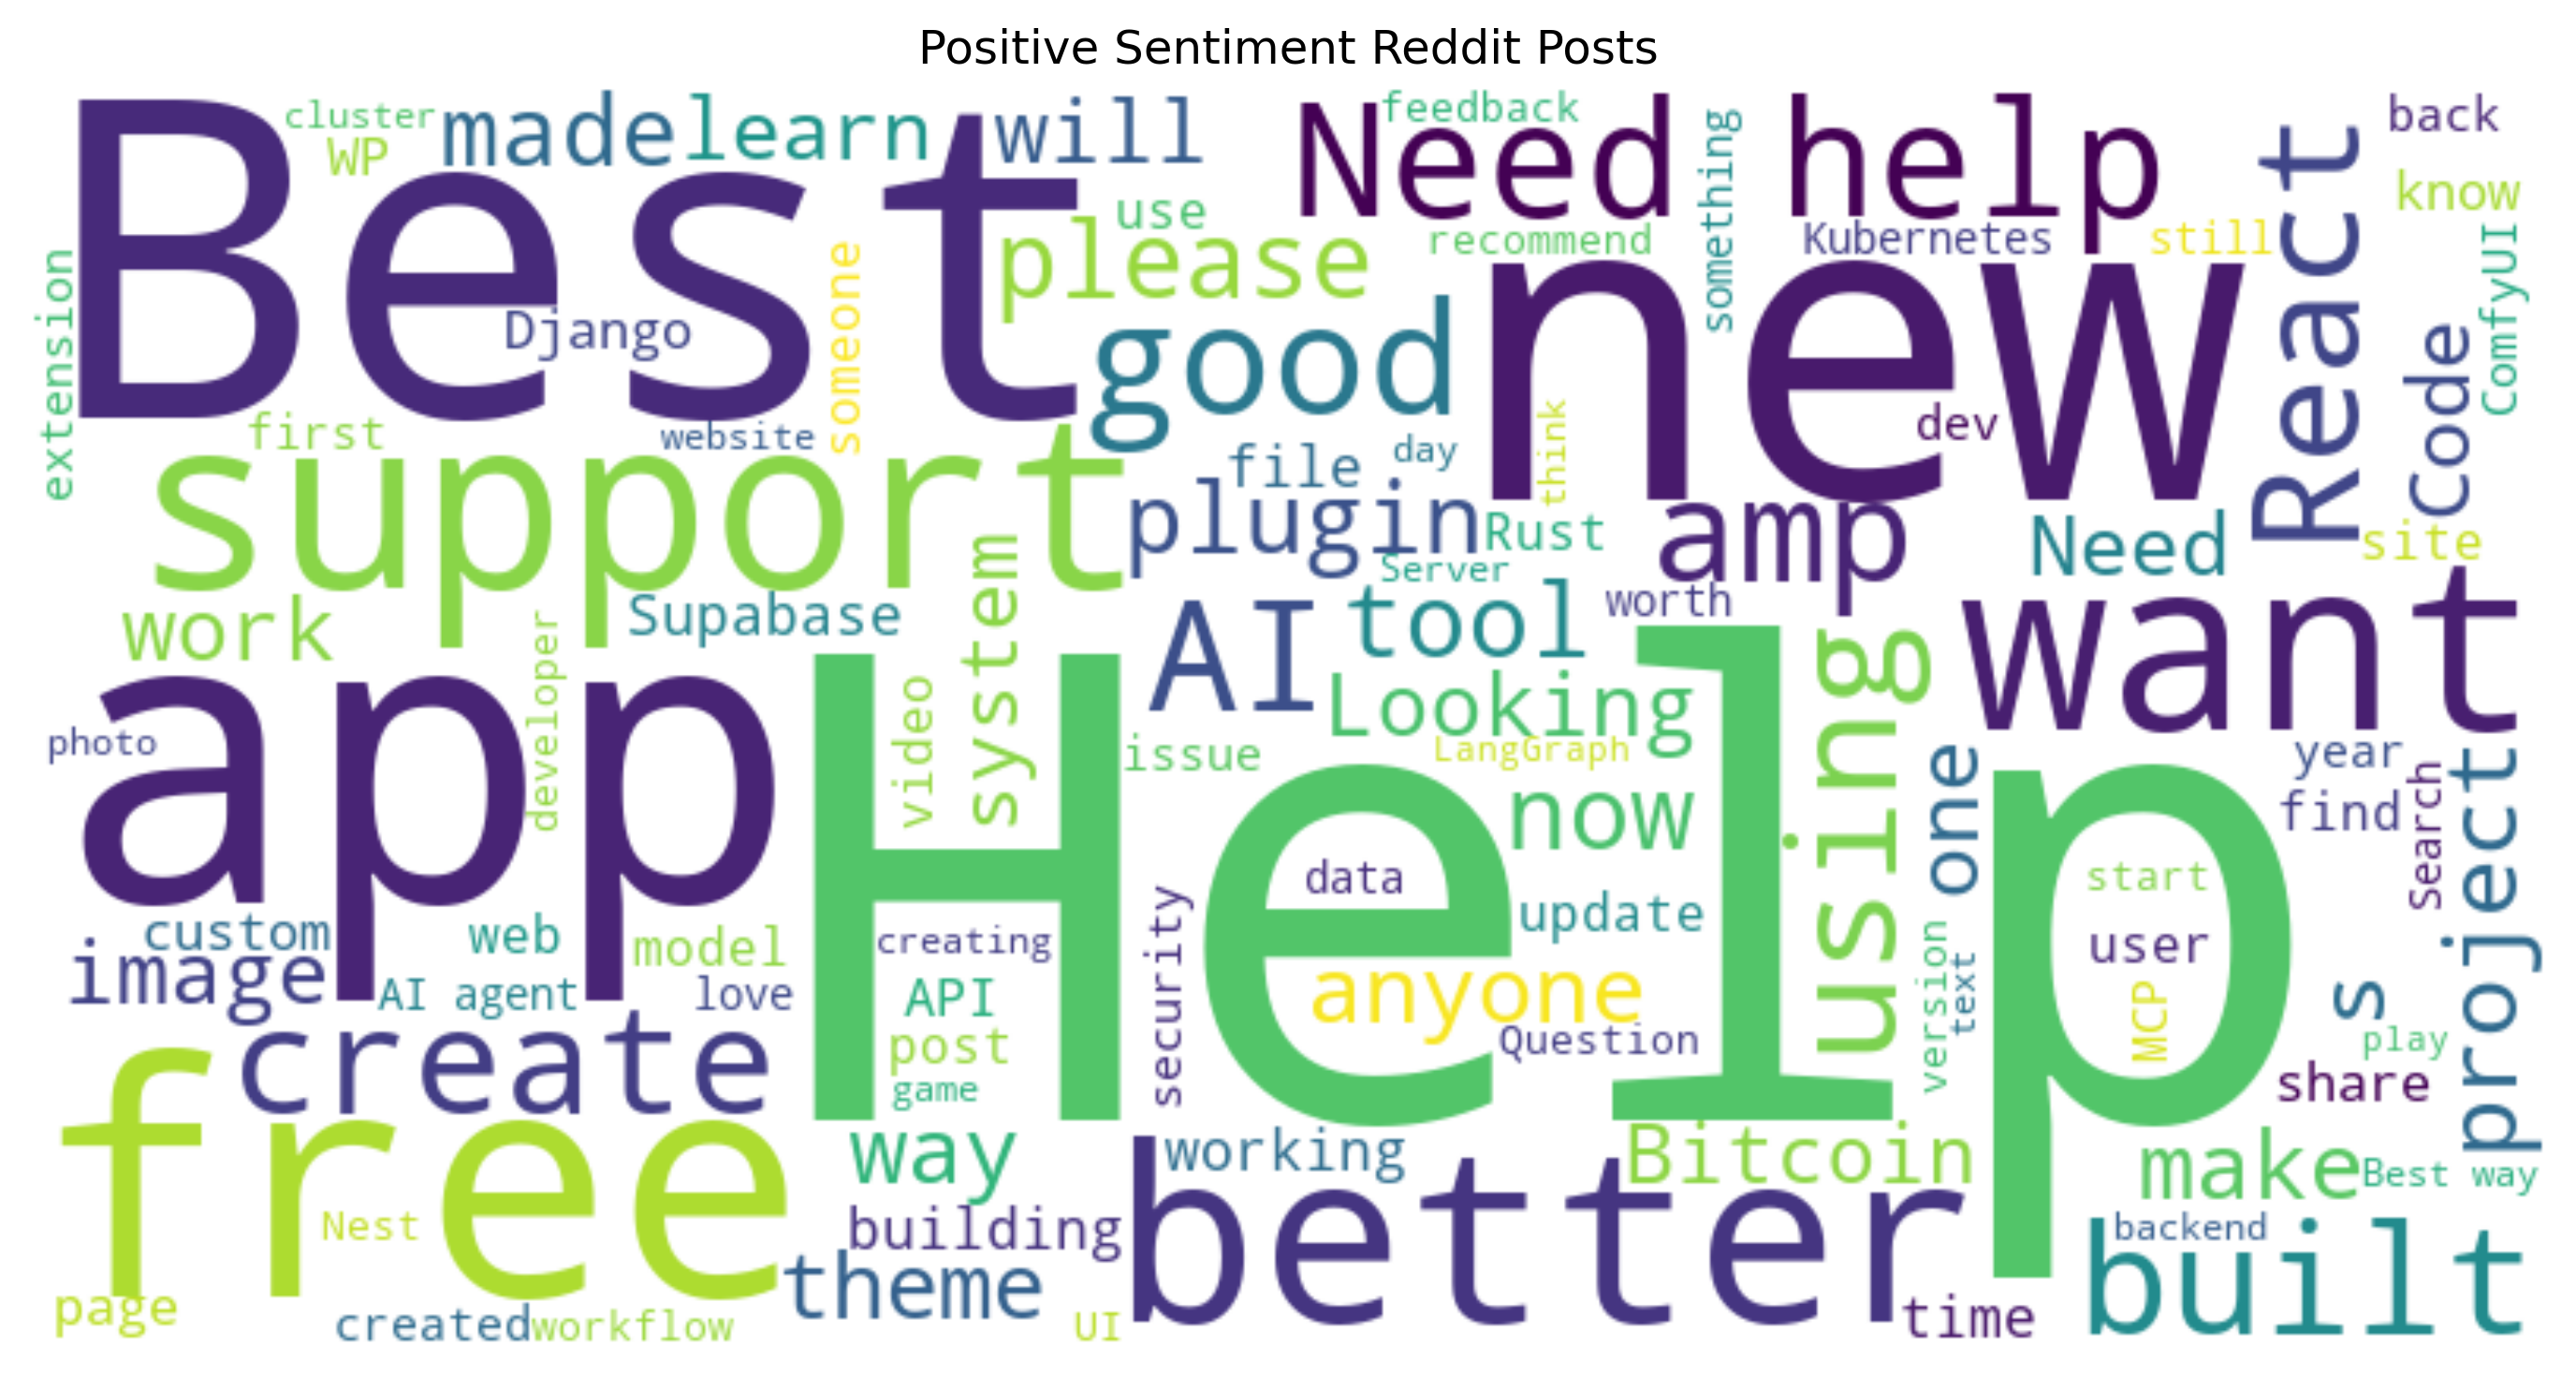 Positive Sentiment Reddit Posts
Best
cluster
WP
made
learn
will
Need help
feedback
something
back
know
React
use
please
recommend
Kubernetes
still
ComfyUI
extension
Django
someone
good
new
dev
Code
first
website
support
file
day
think
plugin
Rust
Server
amp
Need
site
work
developer
Supabase
system
AI
tool
worth
want
Looking
using
photo
app
video
issue
LangGraph
year
find
Search
project
Help
now
one
data
start
update
user
custom
image
web
AI agent
model
love
creating
API
post
game
security
anyone
Question
version
text
MCP
s
play
share
create
free
way
working
Bitcoin
make
Best way
Nest
building
better
backend
built
theme
page
created
workflow
UI
time